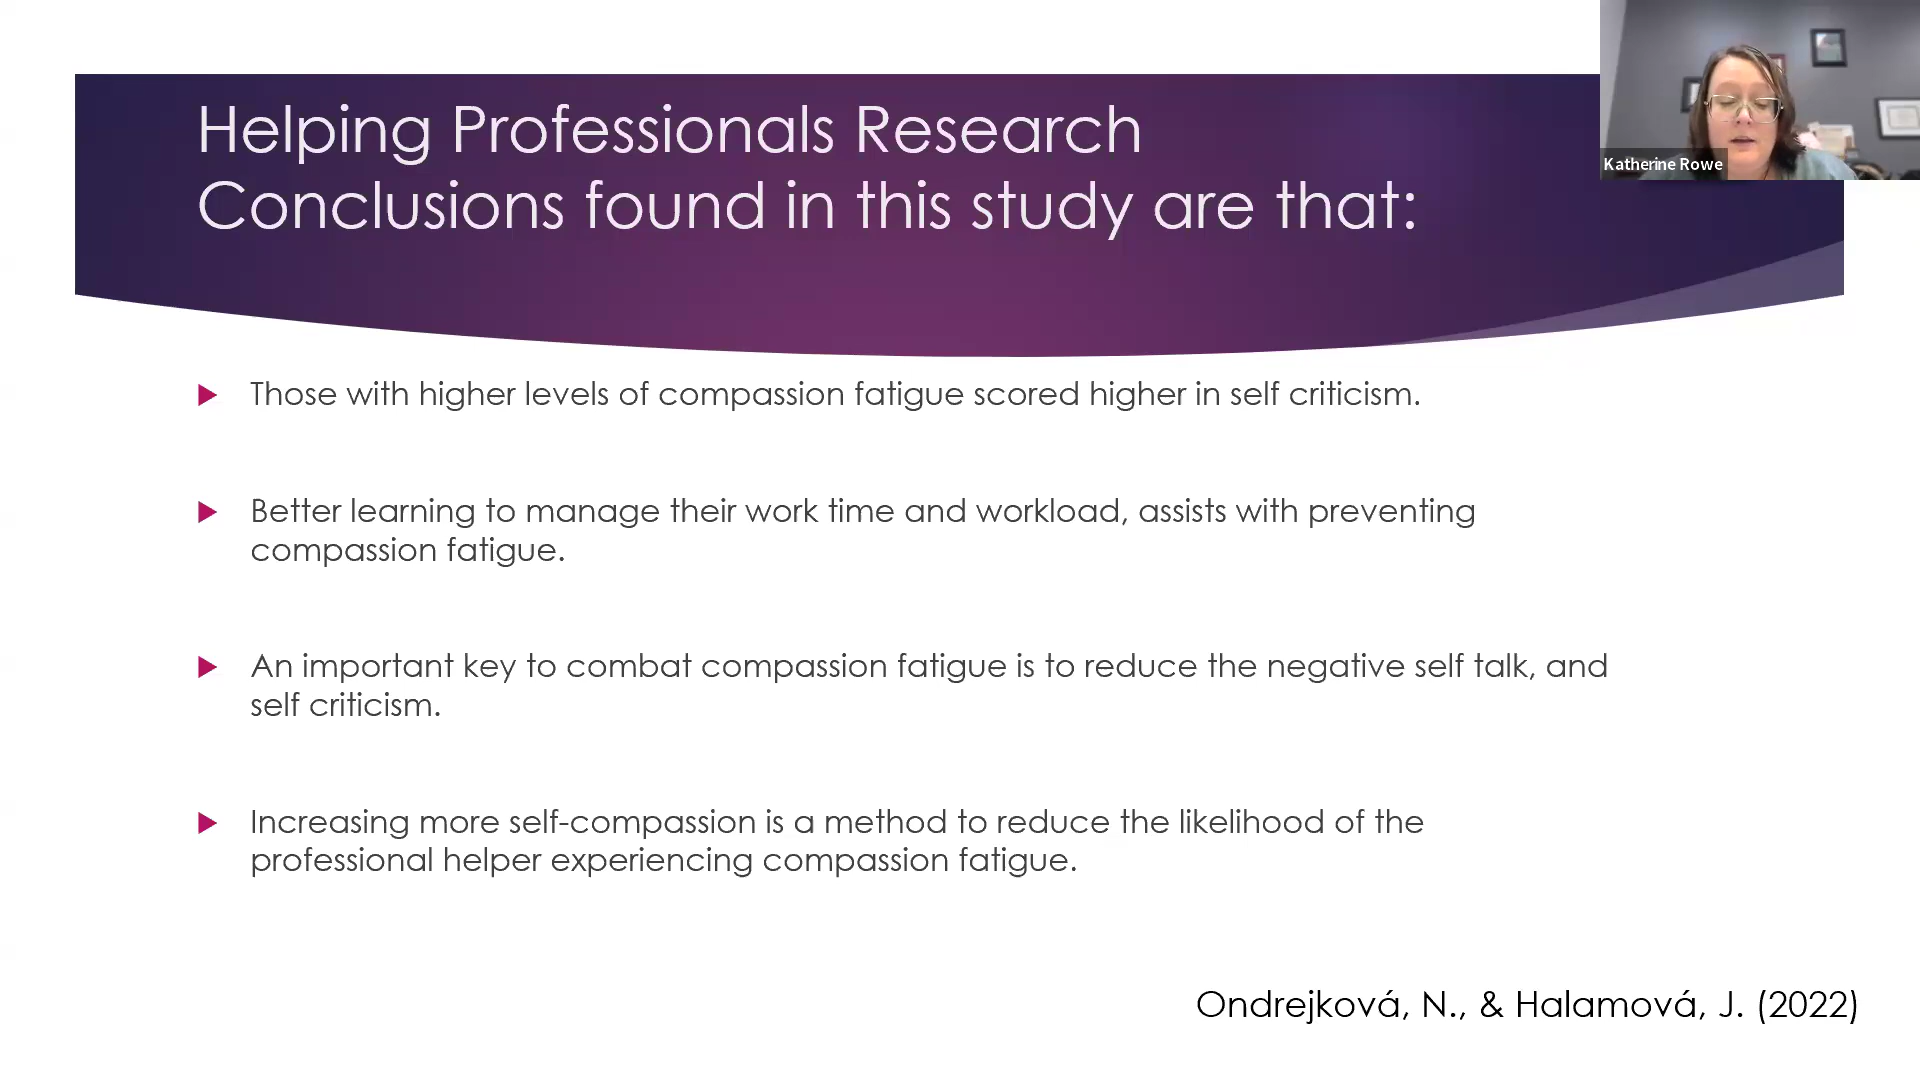 Helping Professionals Research
Conclusions found in this study are that:
Katherine Rowe
Those with higher levels of compassion fatigue scored higher in self criticism.
Better learning to manage their work time and workload, assists with preventing
compassion fatigue.
An important key to combat compassion fatigue is to reduce the negative self talk, and
self criticism.
Increasing more self-compassion is a method to reduce the likelihood of the
professional helper experiencing compassion fatigue.
Ondrejková, N., & Halamová, J. (2022)